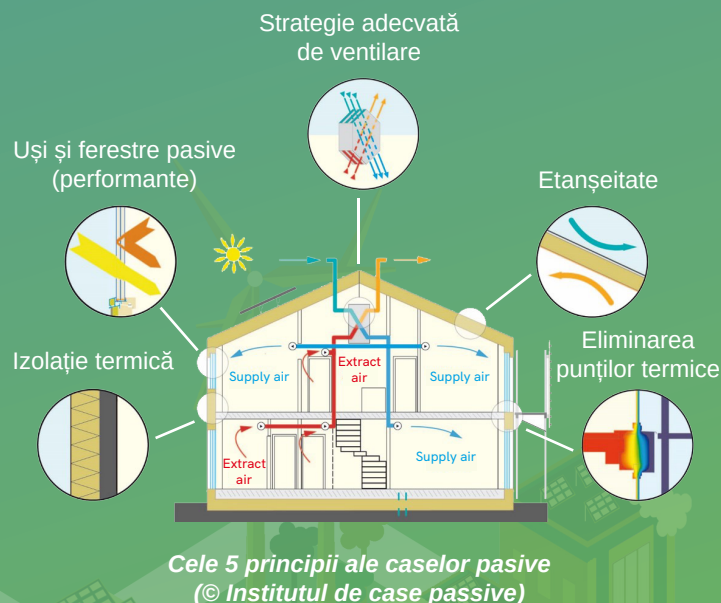 Strategie adecvată
de ventilare
Uși și ferestre pasive
(performante)
Etanșeitate
Izolație termică
Eliminarea
punților termice
Supply air
Extract
air
Supply air
Extract
air
Supply air
Cele 5 principii ale caselor pasive
(© Institutul de case passive)